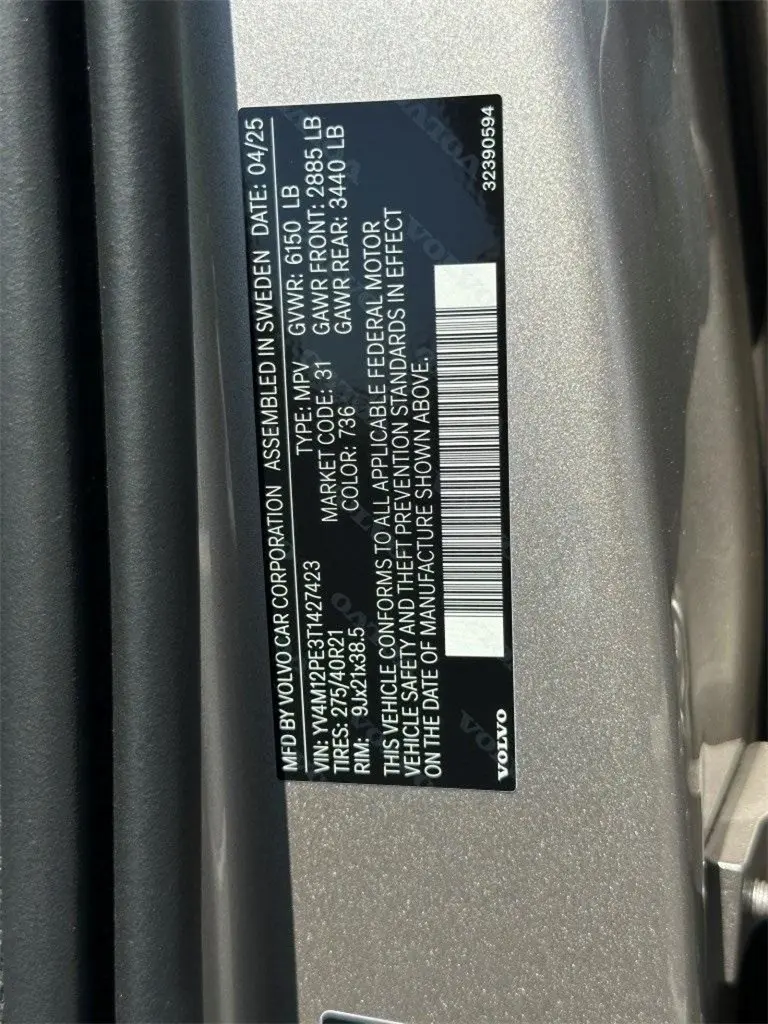 MFD BY VOLVO CAR CORPORATION ASSEMBLED IN SWEDEN DATE: 04/25
VIN: YV4M12PE3T1427423 TYPE: MPV GVWR: 6150 LB
TIRES: 275/40R21 MARKET CODE: 31 GAWR FRONT: 2885 LB
RIM: 9Jx21x38.5 COLOR: 736 GAWR REAR: 3440 LB
THIS VEHICLE CONFORMS TO ALL APPLICABLE FEDERAL MOTOR
VEHICLE SAFETY AND THEFT PREVENTION STANDARDS IN EFFECT
ON THE DATE OF MANUFACTURE SHOWN ABOVE.
VOLVO 32390594